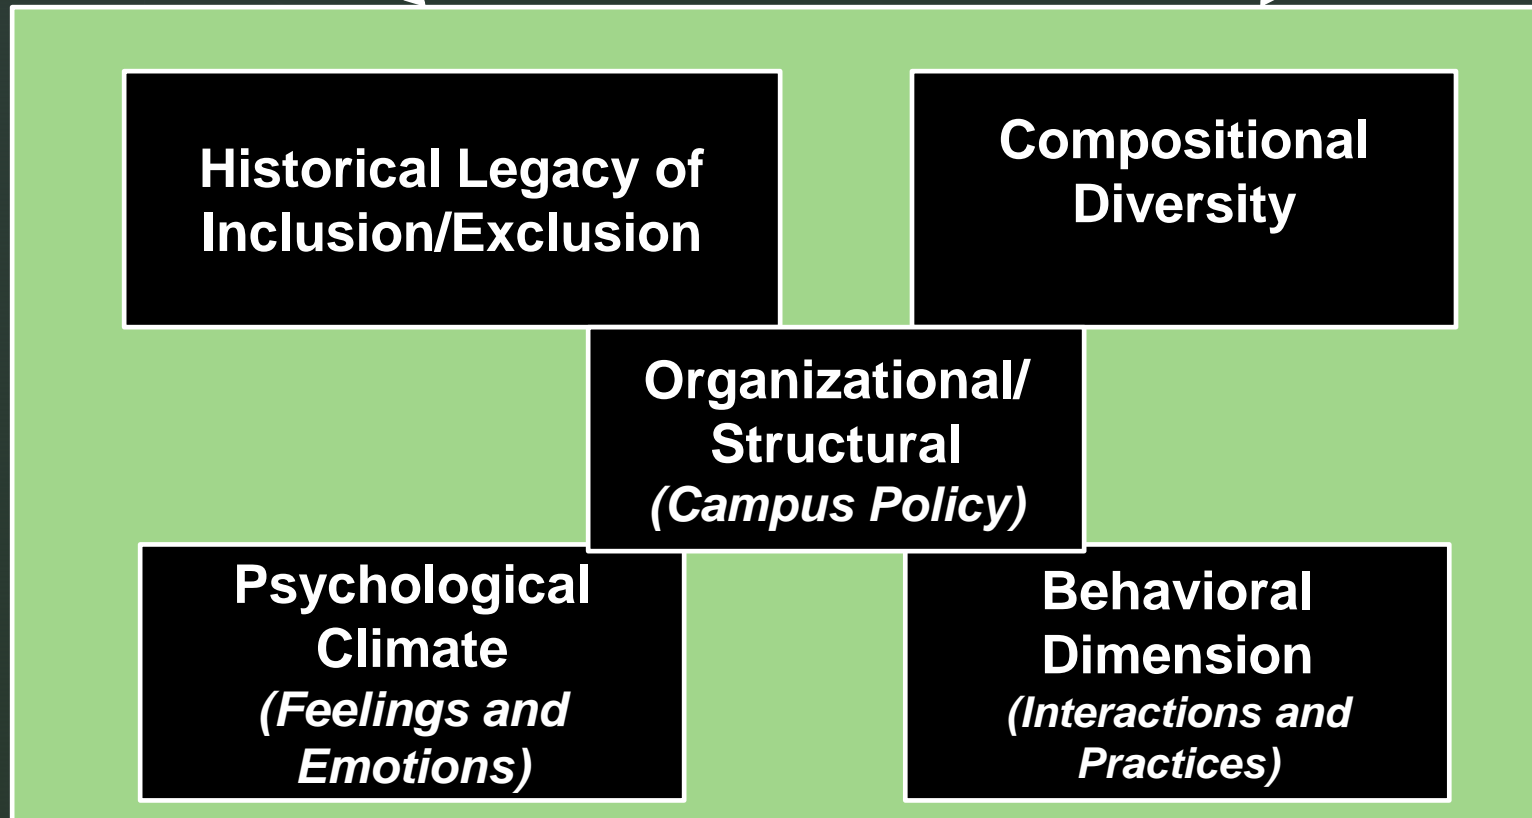 Historical Legacy of
Inclusion/Exclusion
Compositional
Diversity
Organizational/
Structural
(Campus Policy)
Psychological
Climate
(Feelings and
Emotions)
Behavioral
Dimension
(Interactions and
Practices)